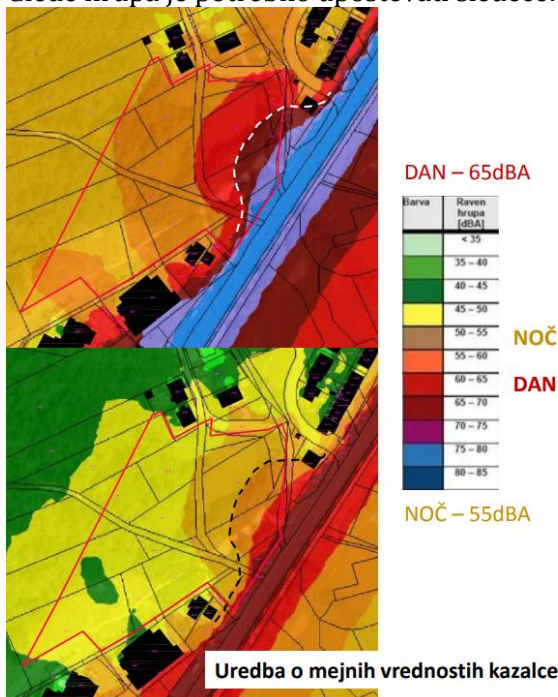 DAN – 65dBA
Barva Raven hrupa [dBA]
< 35
35 – 40
40 – 45
45 – 50
50 – 55
55 – 60
60 – 65
65 – 70
70 – 75
75 – 80
80 – 85
NOČ
DAN
NOČ – 55dBA
Uredba o mejnih vrednostih kazalce